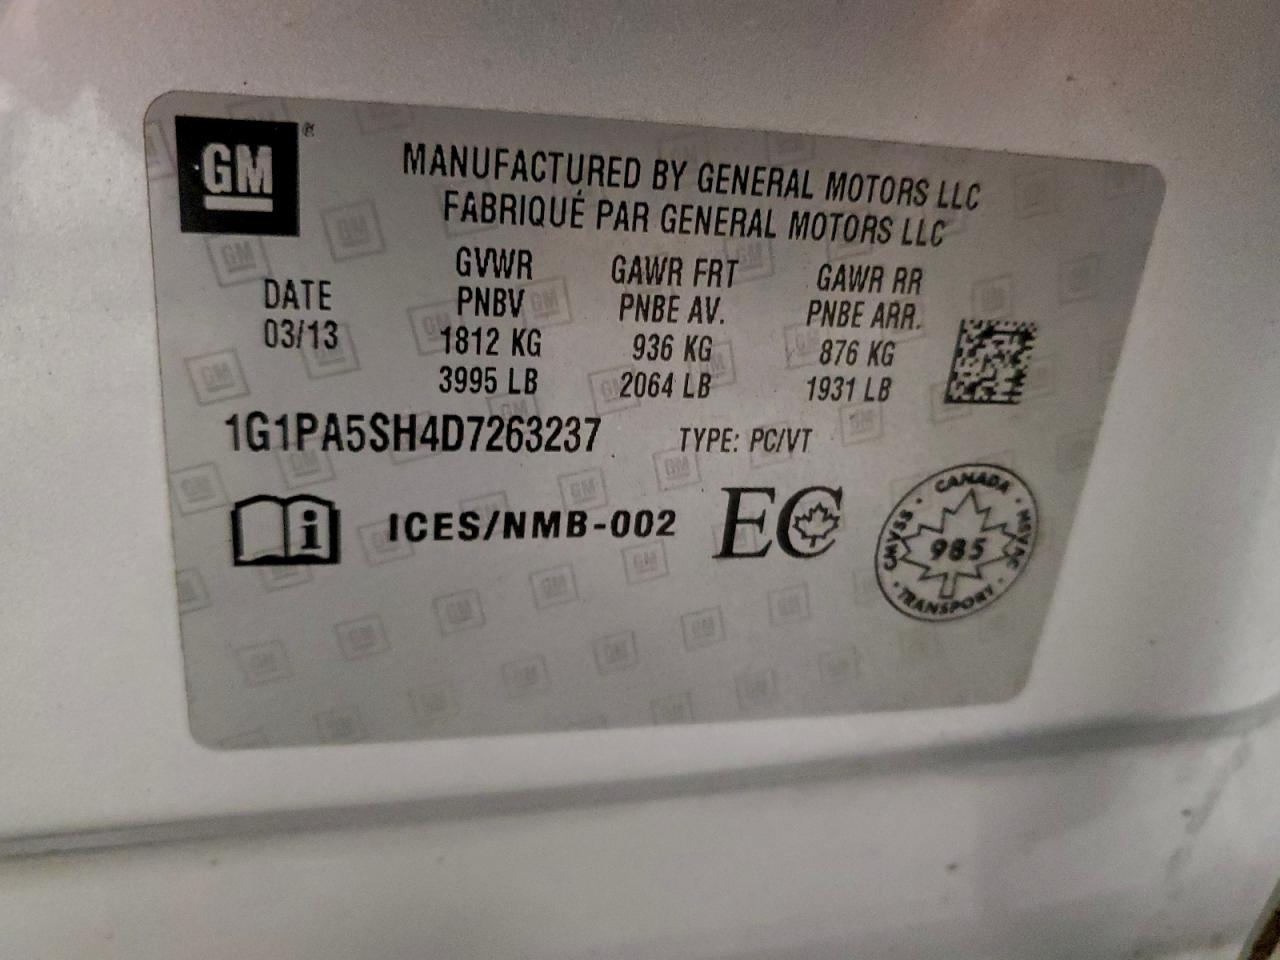 GM®
MANUFACTURED BY GENERAL MOTORS LLC
FABRIQUÉ PAR GENERAL MOTORS LLC
DATE
03/13
GVWR
PNBV
1812 KG
3995 LB
GAWR FRT
PNBE AV.
936 KG
2064 LB
GAWR RR
PNBE ARR.
876 KG
1931 LB
1G1PA5SH4D7263237
TYPE: PC/VT
i
ICES/NMB-002
EC
CANADA
CMVSS
985
NSVAC
TRANSPORT